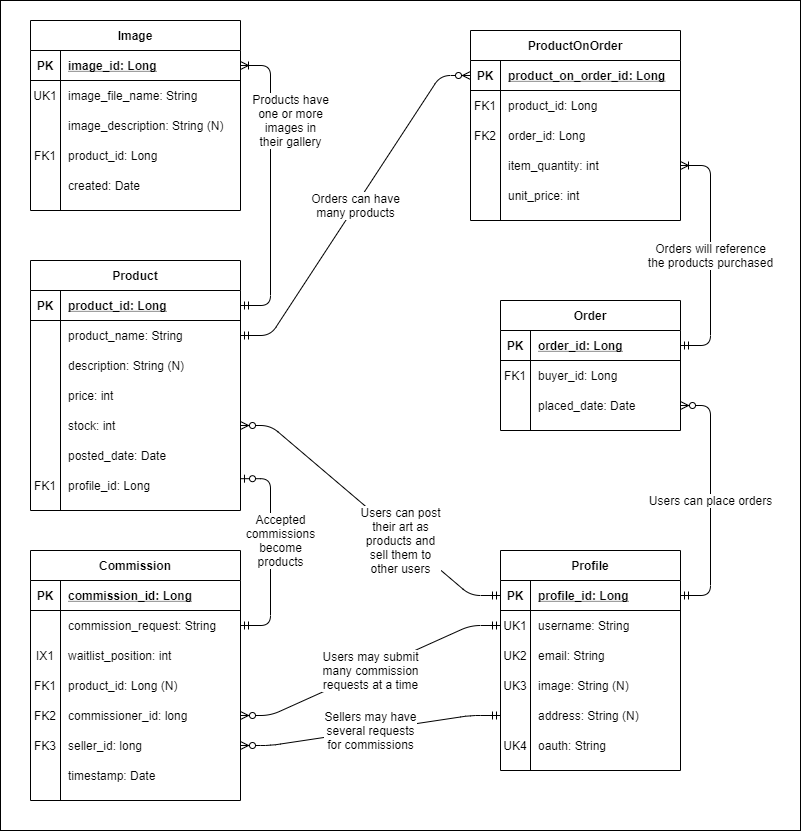 Image
PK image_id: Long
UK1 image_file_name: String
image_description: String (N)
FK1 product_id: Long
created: Date
Products have
one or more
images in
their gallery
ProductOnOrder
PK product_on_order_id: Long
FK1 product_id: Long
FK2 order_id: Long
item_quantity: int
unit_price: int
Orders can have
many products
Orders will reference
the products purchased
Product
PK product_id: Long
product_name: String
description: String (N)
price: int
stock: int
posted_date: Date
FK1 profile_id: Long
Order
PK order_id: Long
FK1 buyer_id: Long
placed_date: Date
Accepted
commissions
become
products
Users can post
their art as
products and
sell them to
other users
Users can place orders
Commission
PK commission_id: Long
commission_request: String
IX1 waitlist_position: int
FK1 product_id: Long (N)
FK2 commissioner_id: long
FK3 seller_id: long
timestamp: Date
Users may submit
many commission
requests at a time
Sellers may have
several requests
for commissions
Profile
PK profile_id: Long
UK1 username: String
UK2 email: String
UK3 image: String (N)
address: String (N)
UK4 oauth: String